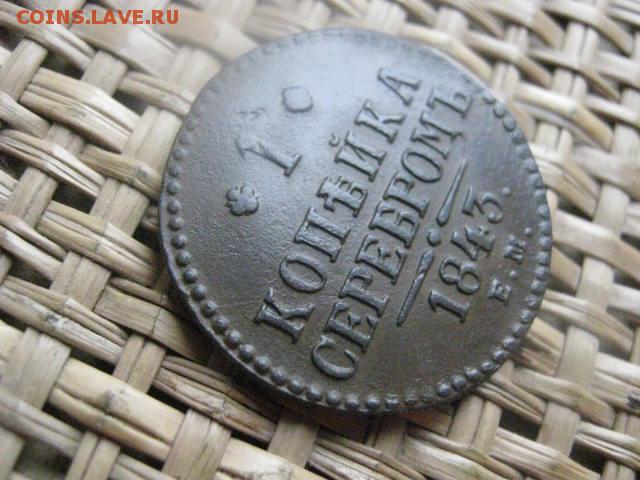 COINS.LAVE.RU
1
КОПѢЙКА
СЕРЕБРОМЪ
1843.
Е.М.